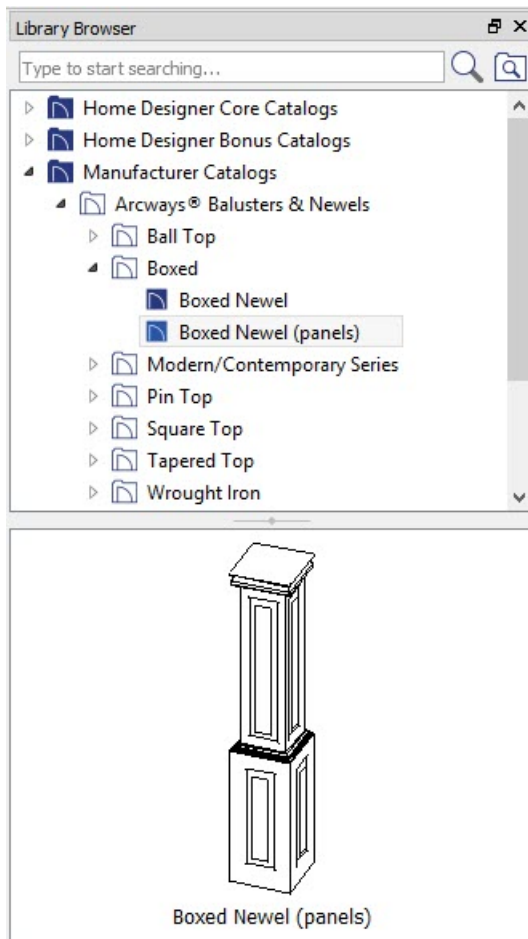 Library Browser
Type to start searching...
Home Designer Core Catalogs
Home Designer Bonus Catalogs
Manufacturer Catalogs
Arcways® Balusters & Newels
Ball Top
Boxed
Boxed Newel
Boxed Newel (panels)
Modern/Contemporary Series
Pin Top
Square Top
Tapered Top
Wrought Iron
Boxed Newel (panels)